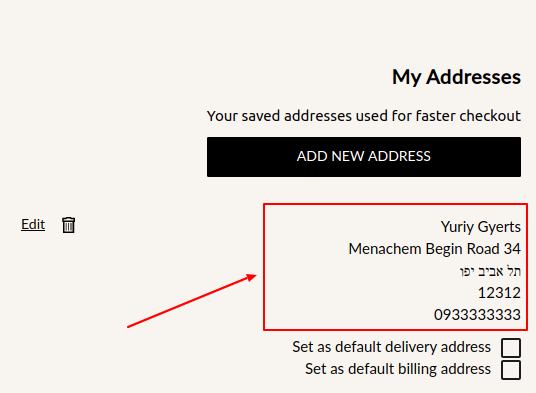 My Addresses
Your saved addresses used for faster checkout
ADD NEW ADDRESS
Edit
Yuriy Gyerts
Menachem Begin Road 34
תל אביב יפו
12312
0933333333
Set as default delivery address
Set as default billing address